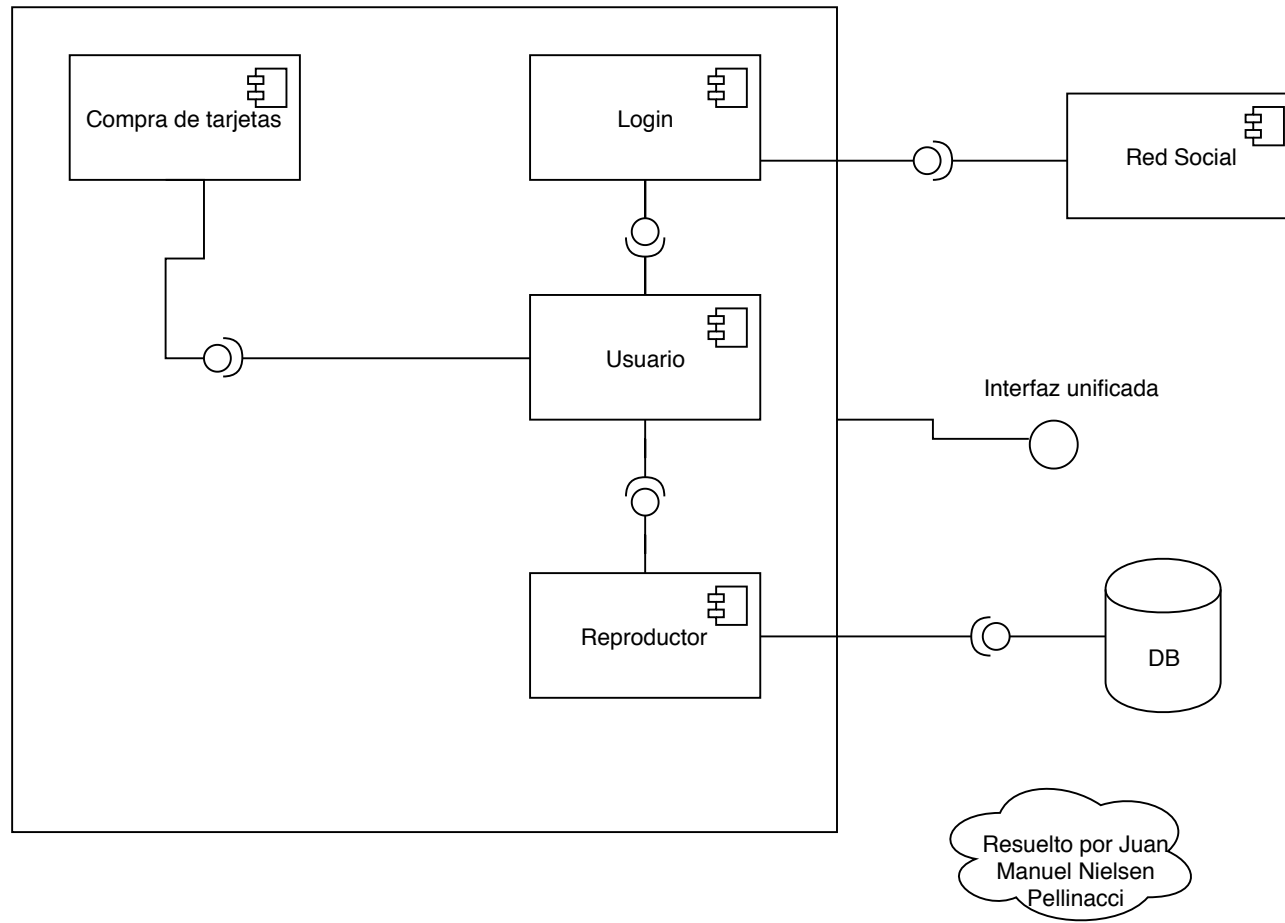 Compra de tarjetas
Login
Red Social
Usuario
Interfaz unificada
Reproductor
DB
Resuelto por Juan
Manuel Nielsen
Pellinacci